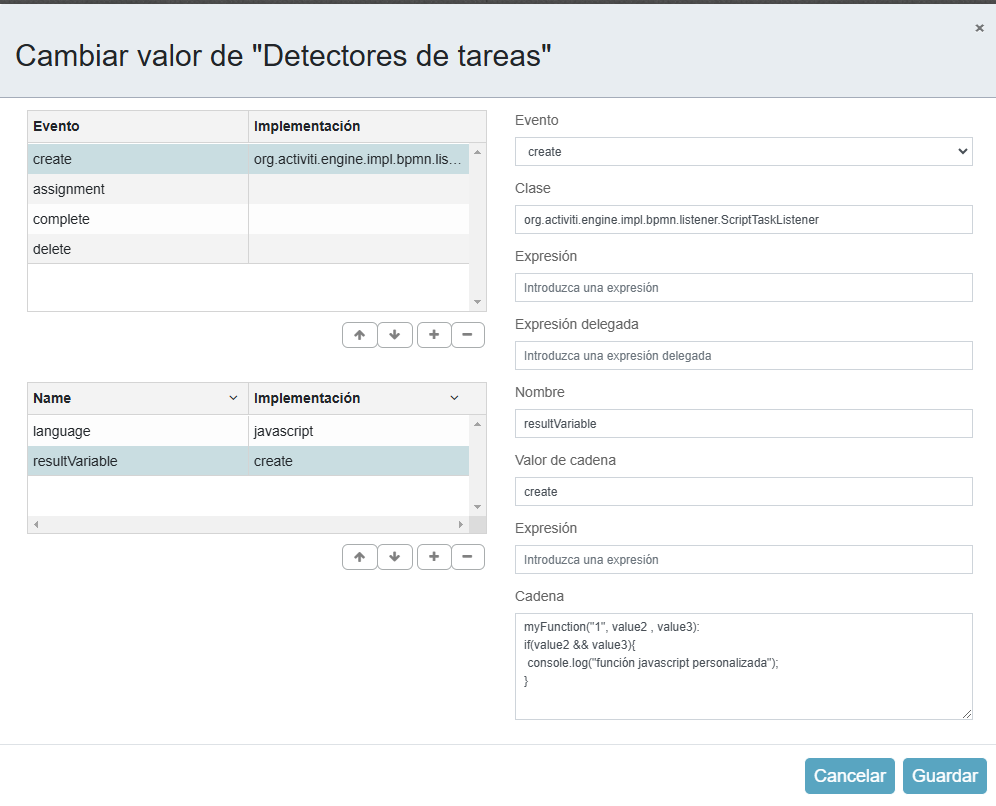 ×
Cambiar valor de "Detectores de tareas"
Evento Implementación
create org.activiti.engine.impl.bpmn.lis...
assignment
complete
delete
Name Implementación
language javascript
resultVariable create
Evento
create
Clase
org.activiti.engine.impl.bpmn.listener.ScriptTaskListener
Expresión
Introduzca una expresión
Expresión delegada
Introduzca una expresión delegada
Nombre
resultVariable
Valor de cadena
create
Expresión
Introduzca una expresión
Cadena
myFunction("1", value2 , value3):
if(value2 && value3){
console.log("función javascript personalizada");
}
Cancelar Guardar